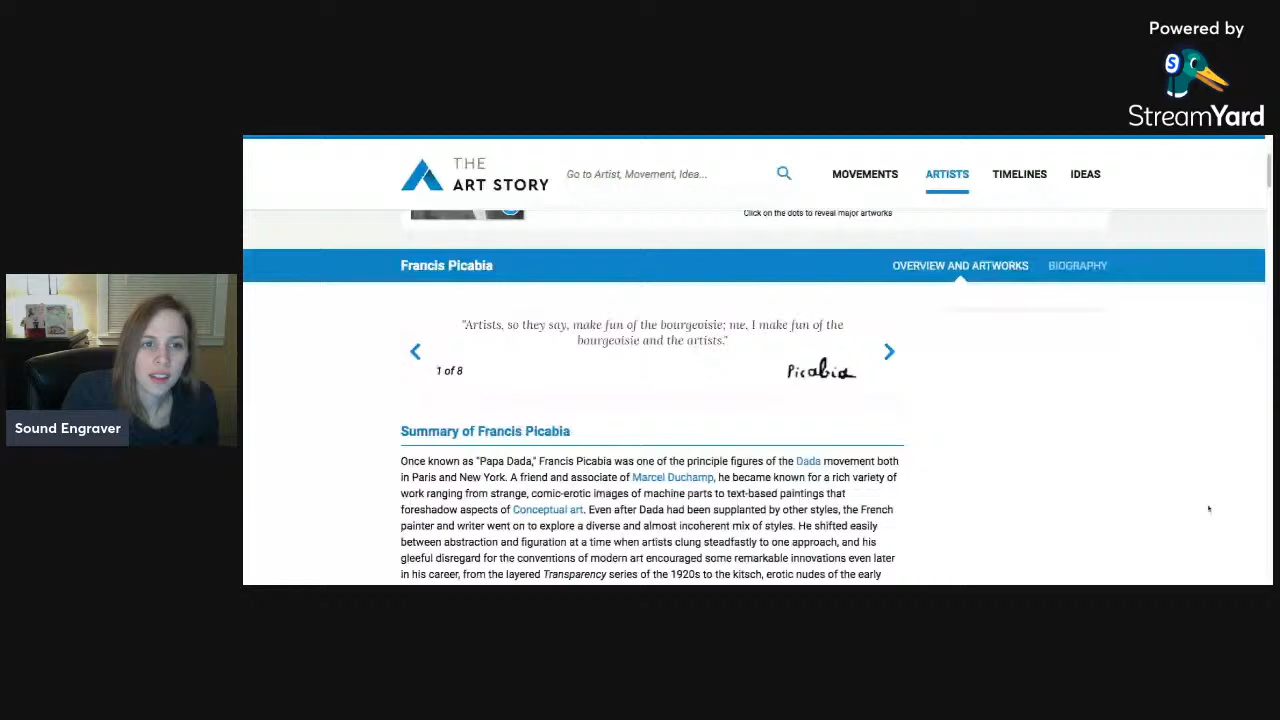 Powered by
S
StreamYard
THE
ART STORY
Go to Artist, Movement, Idea...
MOVEMENTS
ARTISTS
TIMELINES
IDEAS
Click on the dots to reveal major artworks
Francis Picabia
OVERVIEW AND ARTWORKS
BIOGRAPHY
"Artists, so they say, make fun of the bourgeoisie; me, I make fun of the
bourgeoisie and the artists."
1 of 8
Picabia
Summary of Francis Picabia
Once known as "Papa Dada," Francis Picabia was one of the principle figures of the Dada movement both
in Paris and New York. A friend and associate of Marcel Duchamp, he became known for a rich variety of
work ranging from strange, comic-erotic images of machine parts to text-based paintings that
foreshadow aspects of Conceptual art. Even after Dada had been supplanted by other styles, the French
painter and writer went on to explore a diverse and almost incoherent mix of styles. He shifted easily
between abstraction and figuration at a time when artists clung steadfastly to one approach, and his
gleeful disregard for the conventions of modern art encouraged some remarkable innovations even later
in his career, from the layered Transparency series of the 1920s to the kitsch, erotic nudes of the early
Sound Engraver